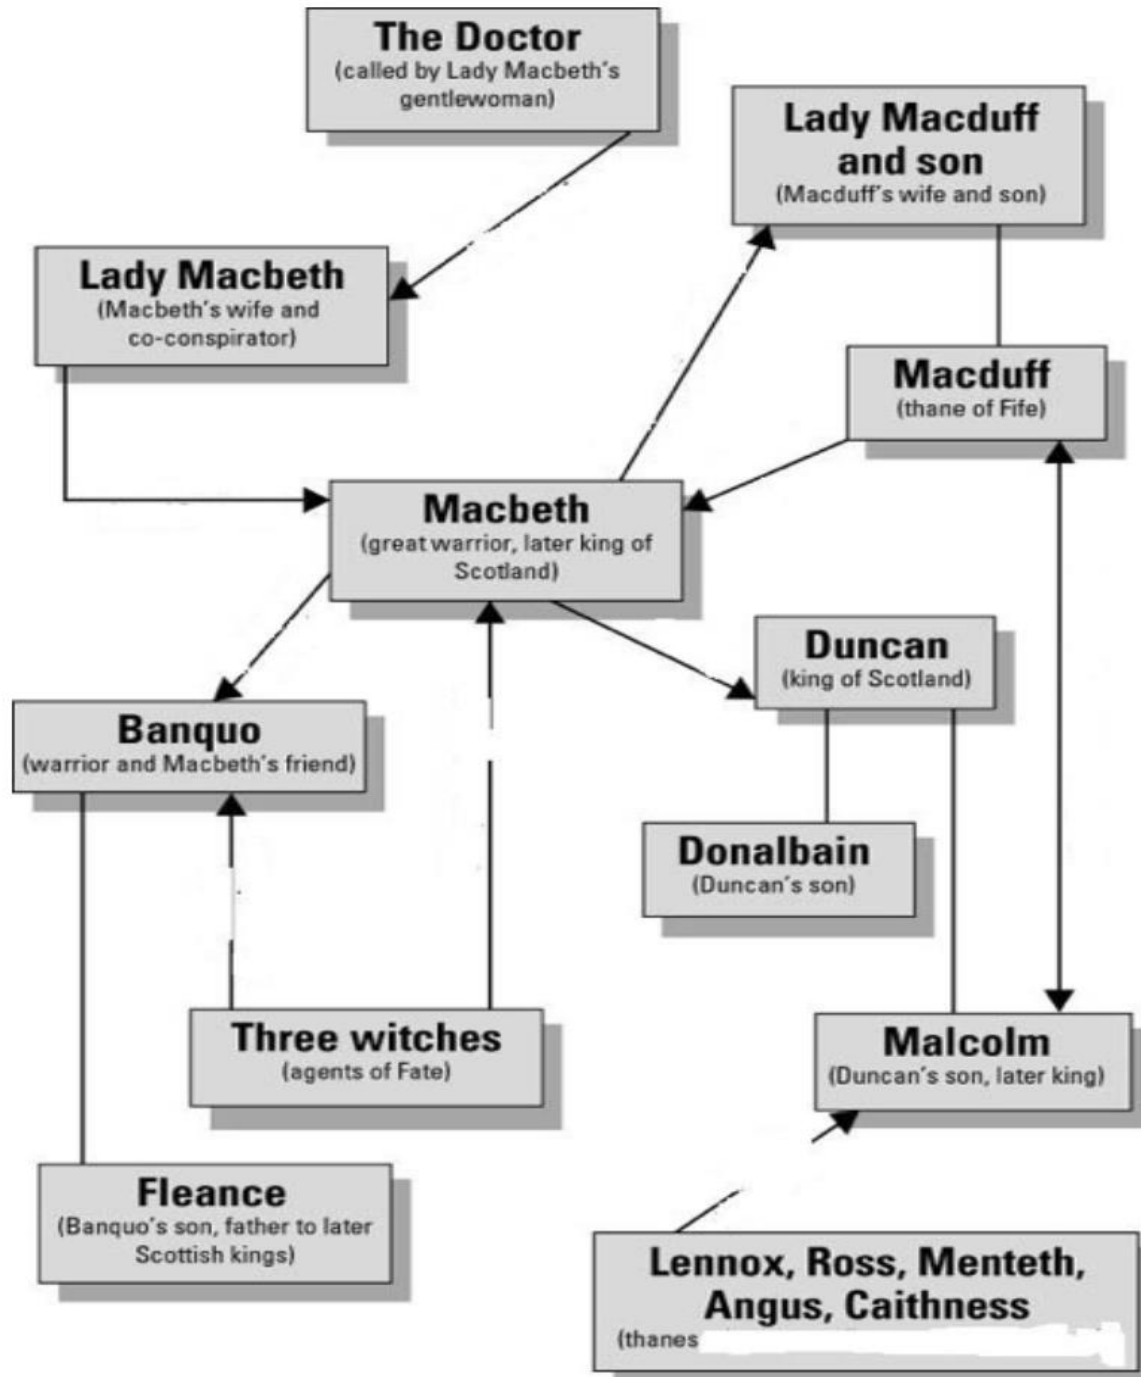 The Doctor
(called by Lady Macbeth's
gentlewoman)
Lady Macduff
and son
(Macduff's wife and son)
Lady Macbeth
(Macbeth's wife and
co-conspirator)
Macduff
(thane of Fife)
Macbeth
(great warrior, later king of
Scotland)
Duncan
(king of Scotland)
Banquo
(warrior and Macbeth's friend)
Donalbain
(Duncan's son)
Three witches
(agents of Fate)
Malcolm
(Duncan's son, later king)
Fleance
(Banquo's son, father to later
Scottish kings)
Lennox, Ross, Menteth,
Angus, Caithness
(thanes